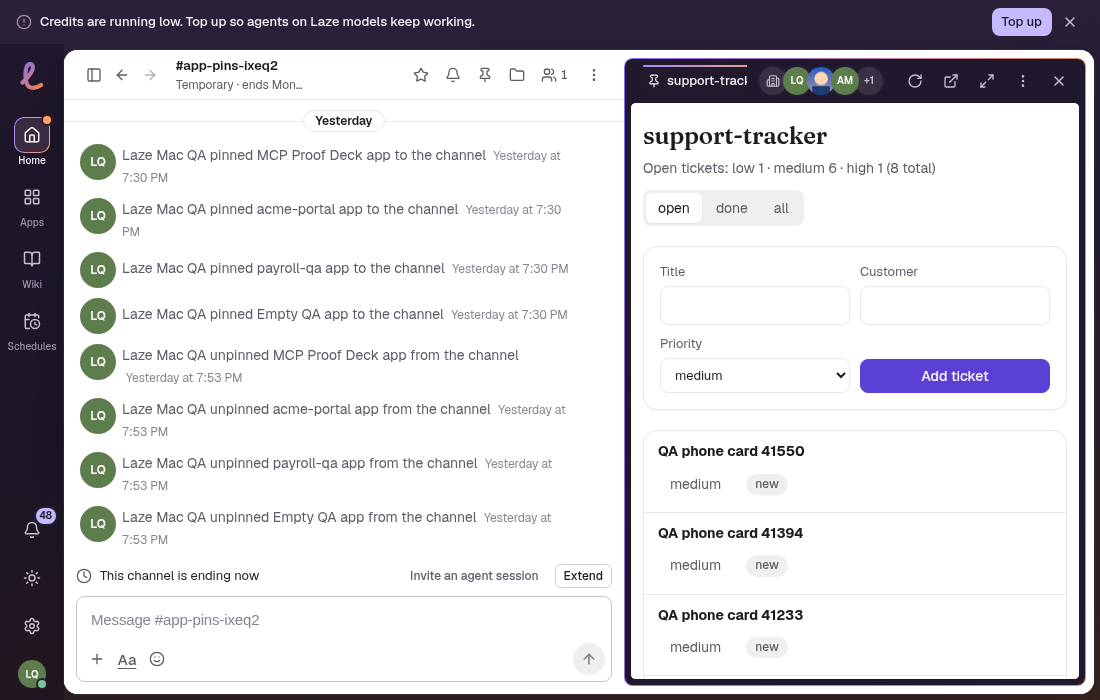 Credits are running low. Top up so agents on Laze models keep working.
Top up
Home
Apps
Wiki
Schedules
48
LQ
#app-pins-ixeq2
Temporary · ends Mon…
1
Yesterday
LQ
Laze Mac QA pinned MCP Proof Deck app to the channel Yesterday at
7:30 PM
LQ
Laze Mac QA pinned acme-portal app to the channel Yesterday at 7:30
PM
LQ
Laze Mac QA pinned payroll-qa app to the channel Yesterday at 7:30 PM
LQ
Laze Mac QA pinned Empty QA app to the channel Yesterday at 7:30 PM
LQ
Laze Mac QA unpinned MCP Proof Deck app from the channel
Yesterday at 7:53 PM
LQ
Laze Mac QA unpinned acme-portal app from the channel Yesterday at
7:53 PM
LQ
Laze Mac QA unpinned payroll-qa app from the channel Yesterday at
7:53 PM
LQ
Laze Mac QA unpinned Empty QA app from the channel Yesterday at
7:53 PM
This channel is ending now
Invite an agent session
Extend
Message #app-pins-ixeq2
Aa
support-track
LQ
AM
+1
support-tracker
Open tickets: low 1 · medium 6 · high 1 (8 total)
open done all
Title Customer
Priority
medium
Add ticket
QA phone card 41550
medium new
QA phone card 41394
medium new
QA phone card 41233
medium new